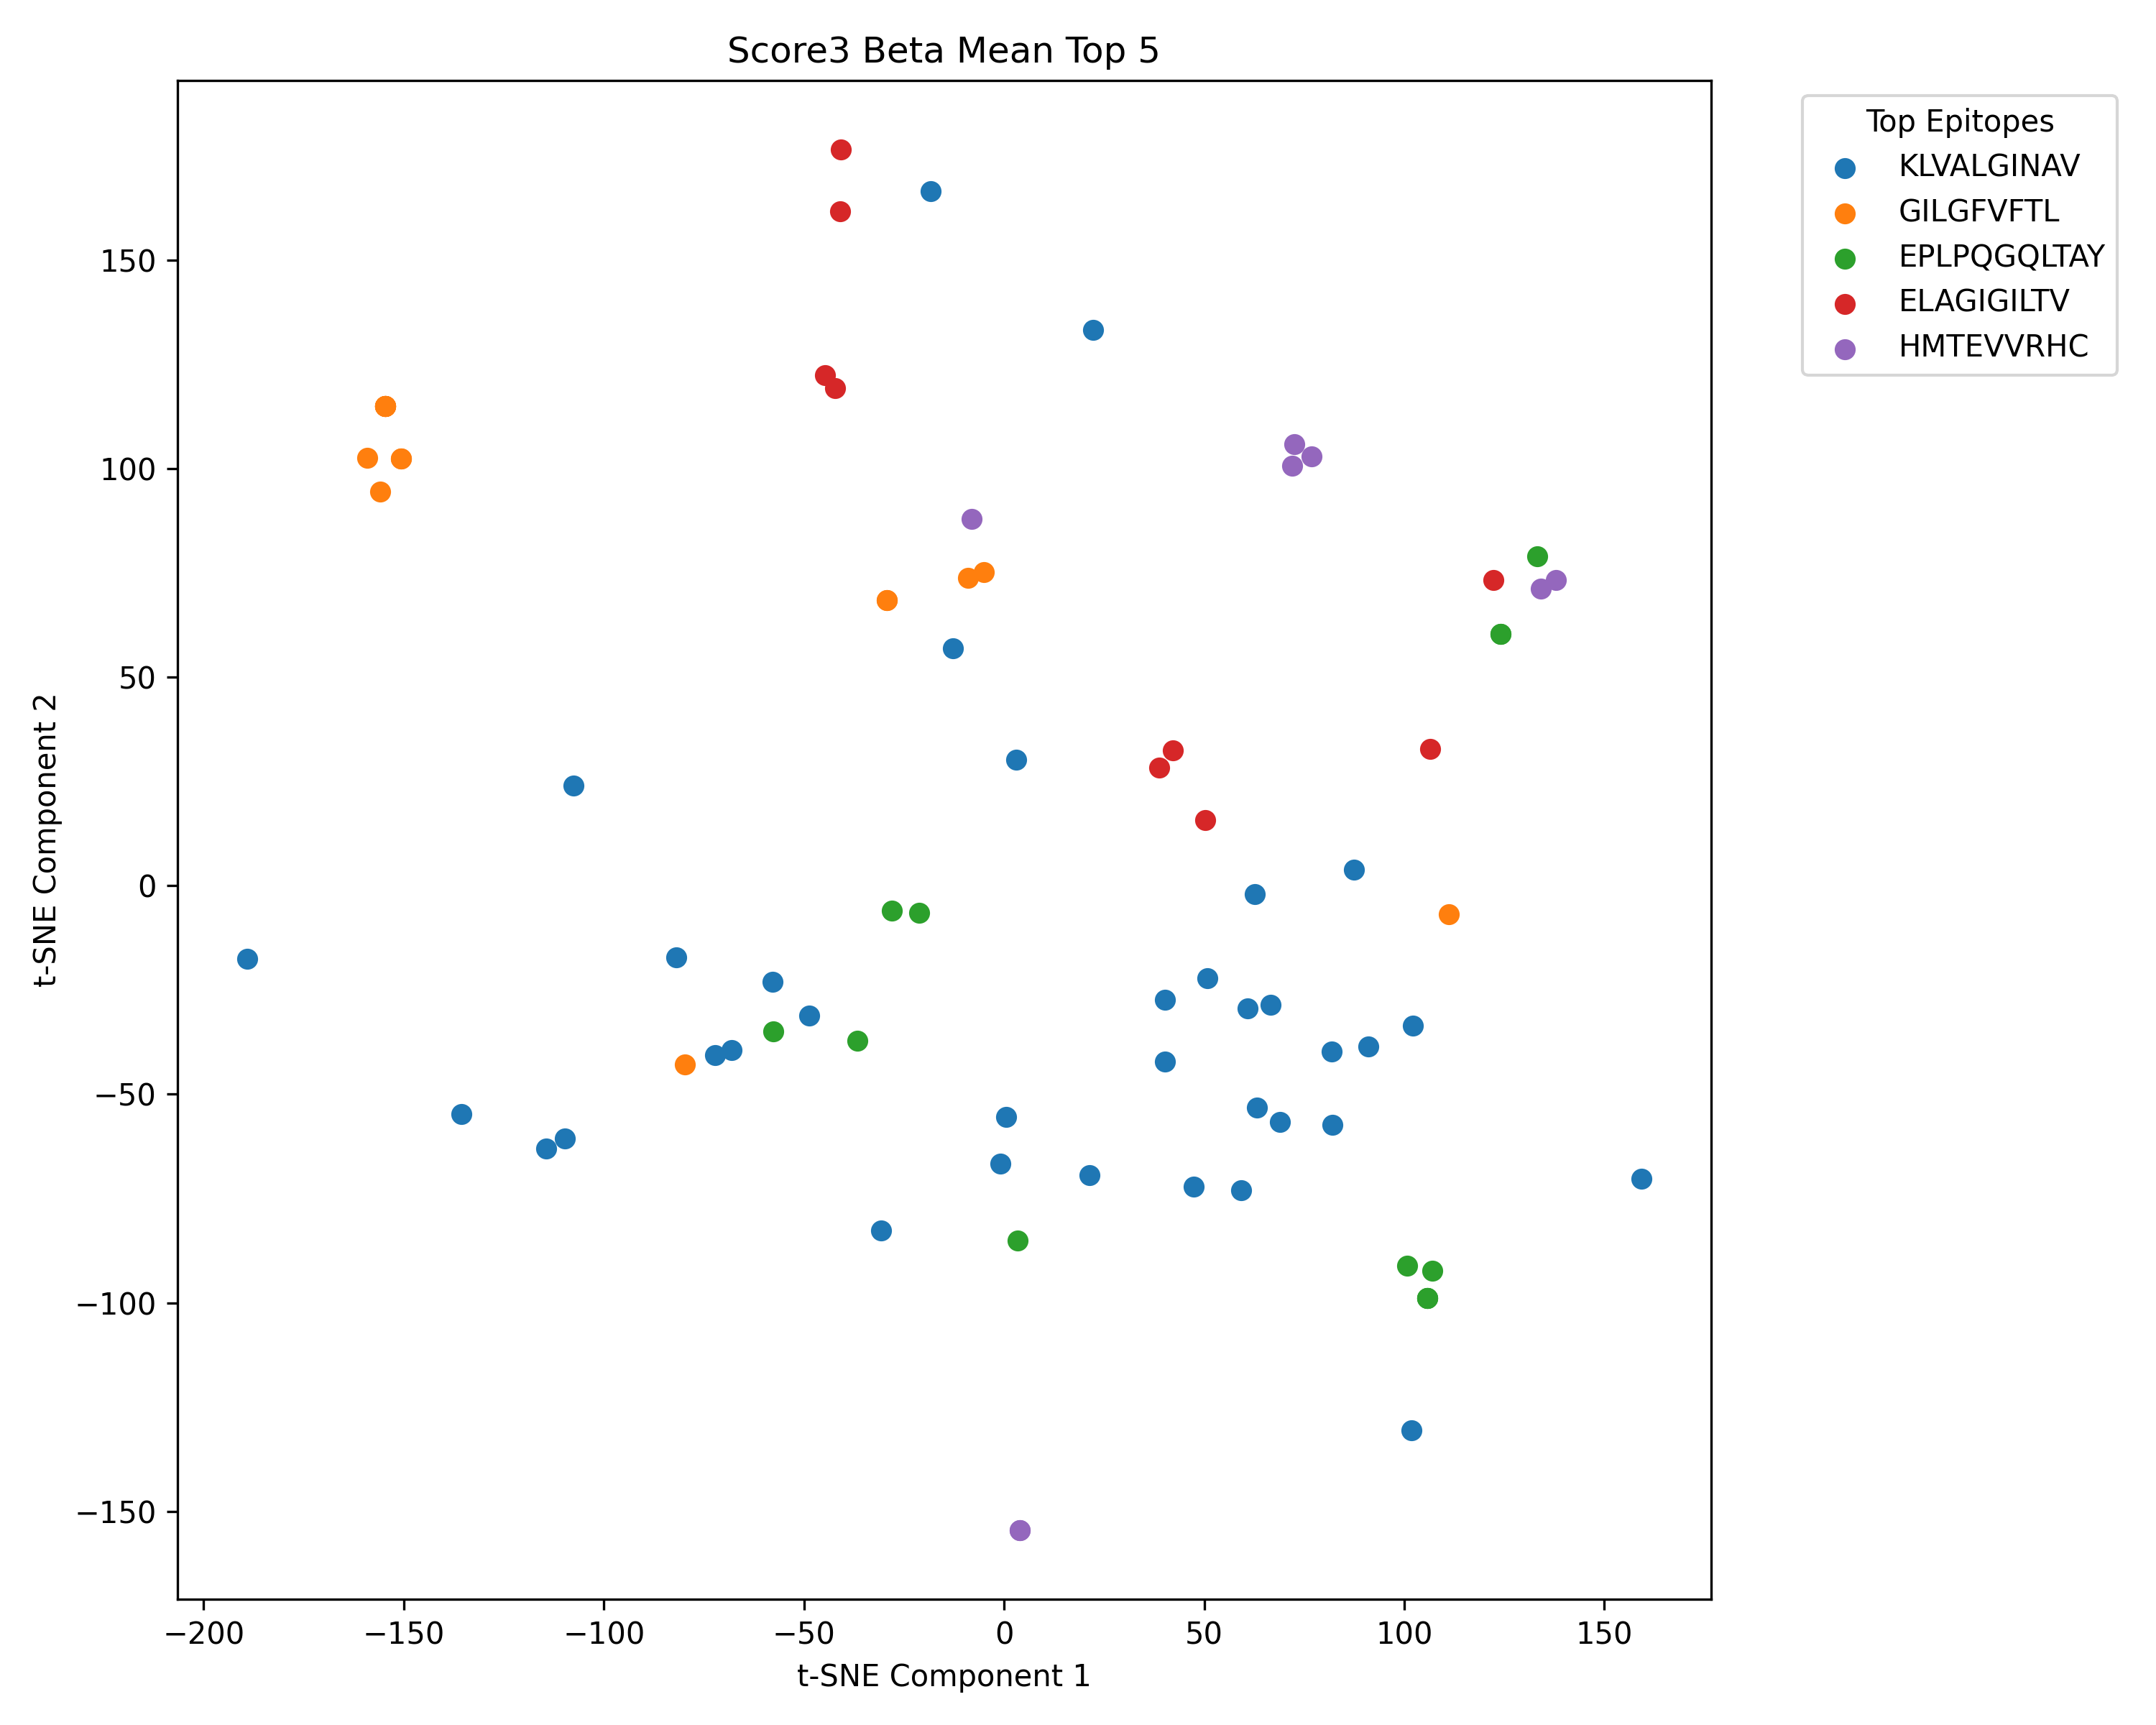 Score3 Beta Mean Top 5
Top Epitopes
KLVALGINAV
GILGFVFTL
EPLPQGQLTAY
ELAGIGILTV
HMTEVVRHC
t-SNE Component 2
150
100
50
0
−50
−100
−150
−200 −150 −100 −50 0 50 100 150
t-SNE Component 1